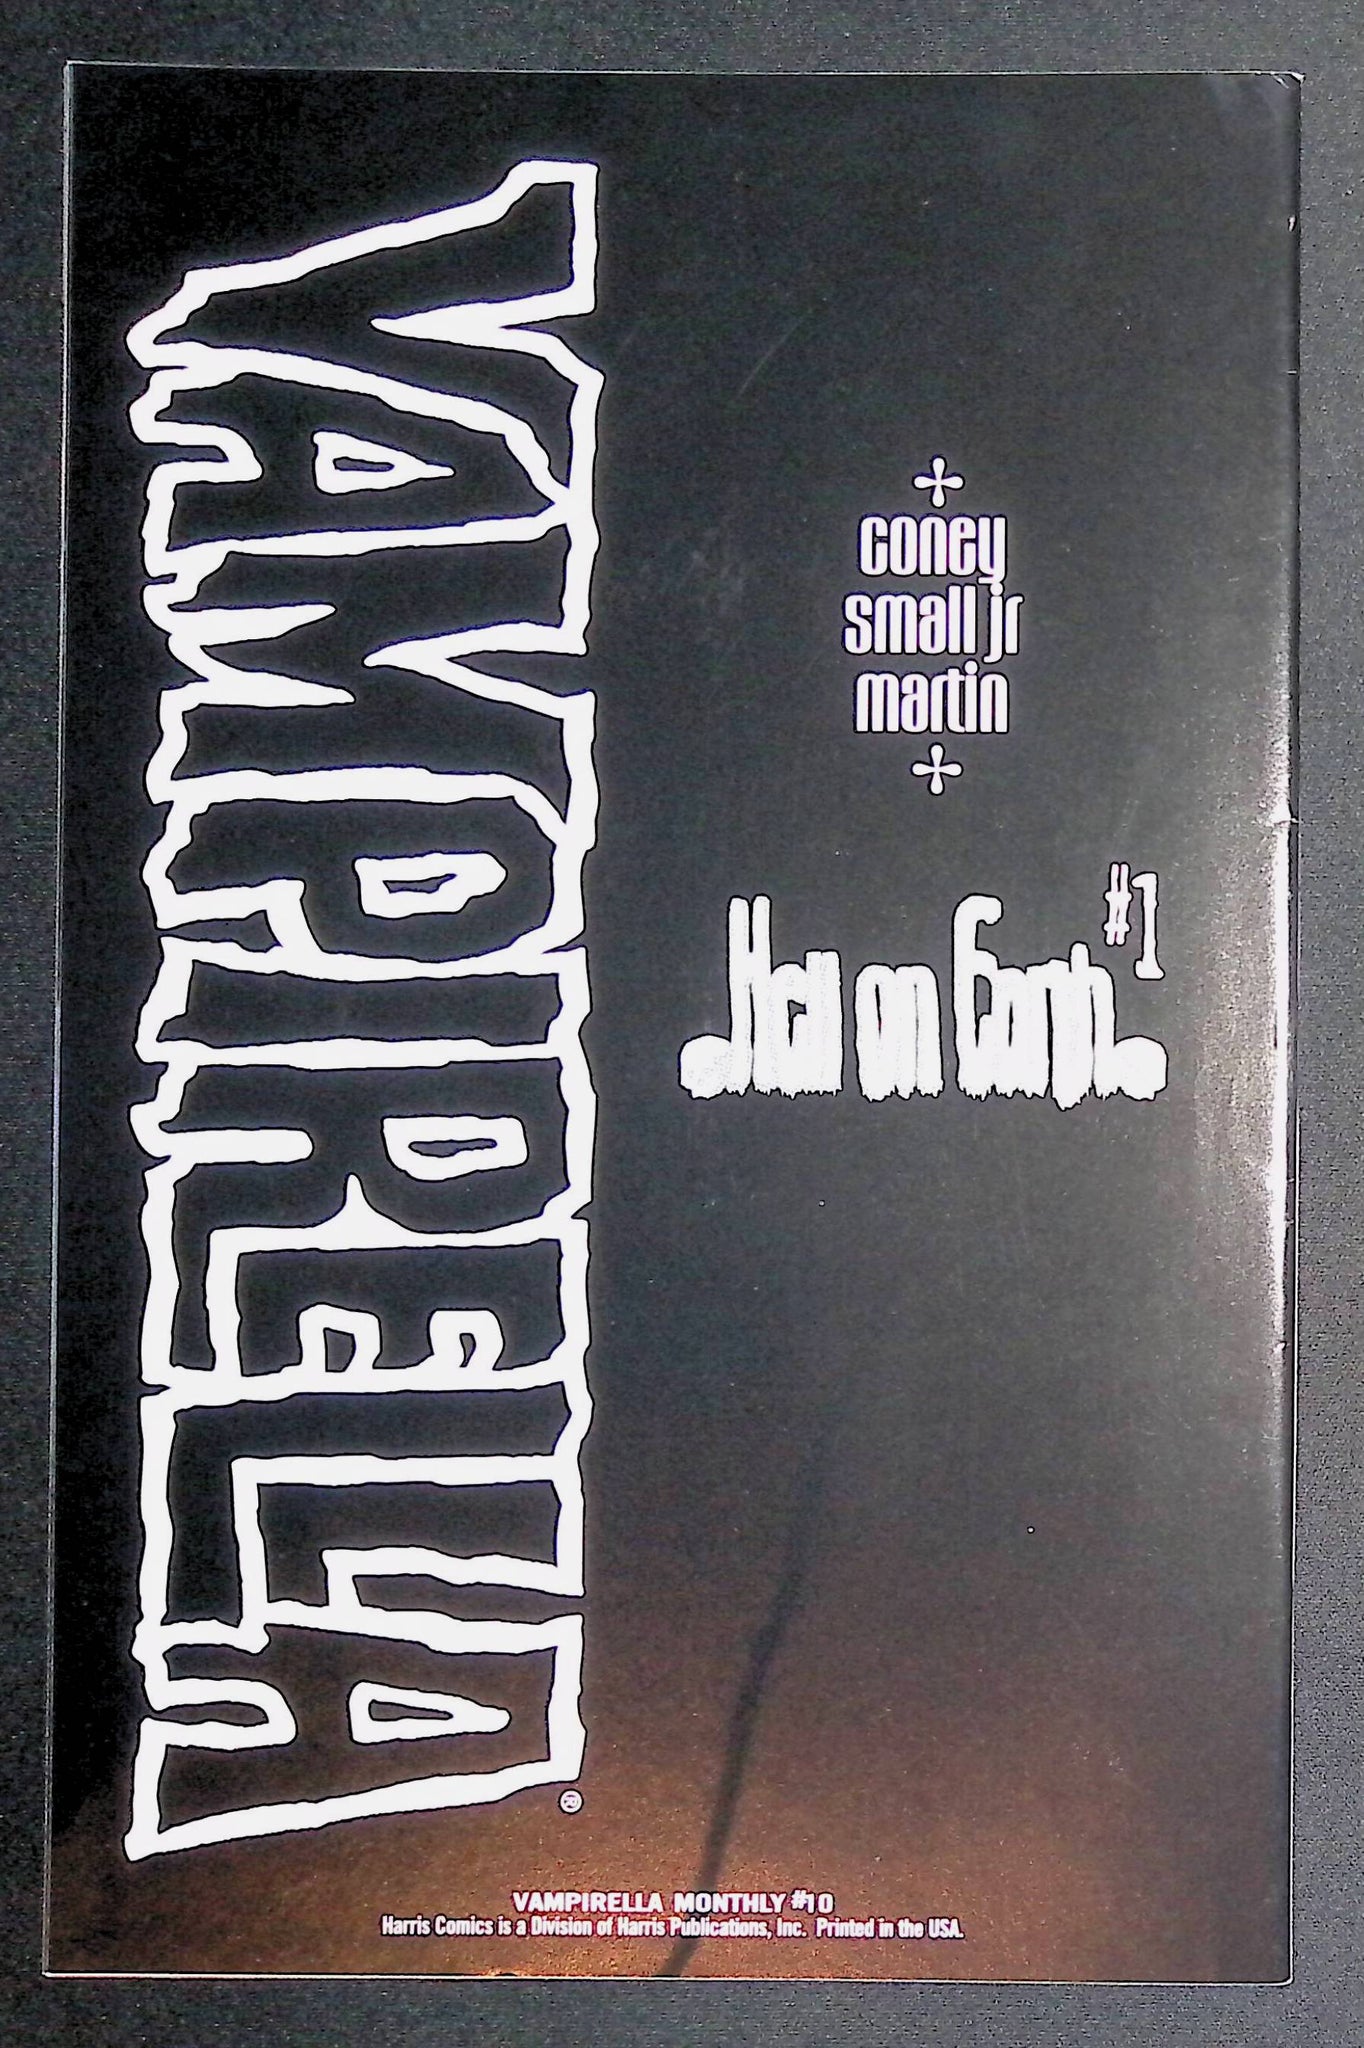 VAMPIRELLA
®
coney
small jr
martin
#1
on Earth
VAMPIRELLA MONTHLY #10
Harris Comics is a Division of Harris Publications, Inc. Printed in the USA.